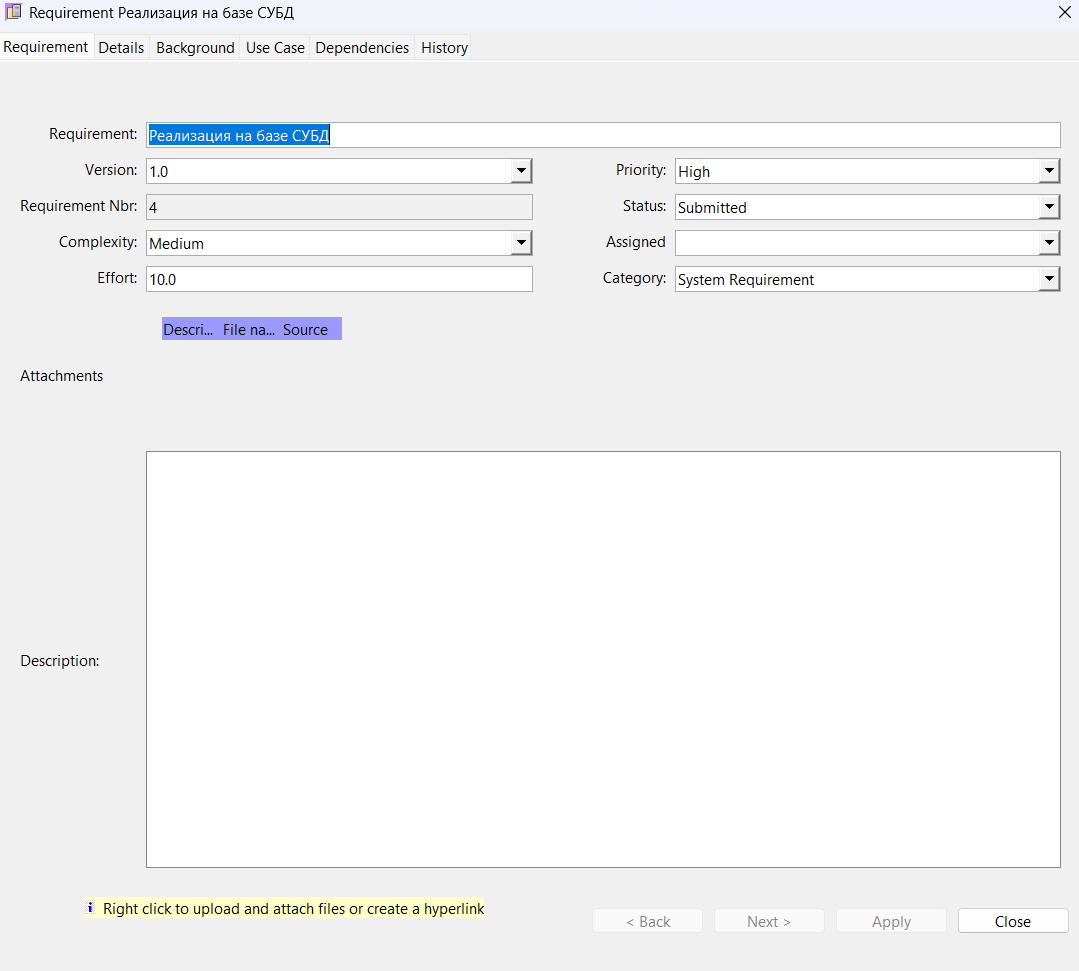 Requirement Реализация на базе СУБД
Requirement Details Background Use Case Dependencies History
Requirement: Реализация на базе СУБД
Version: 1.0 Priority: High
Requirement Nbr: 4 Status: Submitted
Complexity: Medium Assigned
Effort: 10.0 Category: System Requirement
Descri... File na... Source
Attachments
Description:
i Right click to upload and attach files or create a hyperlink
< Back Next > Apply Close